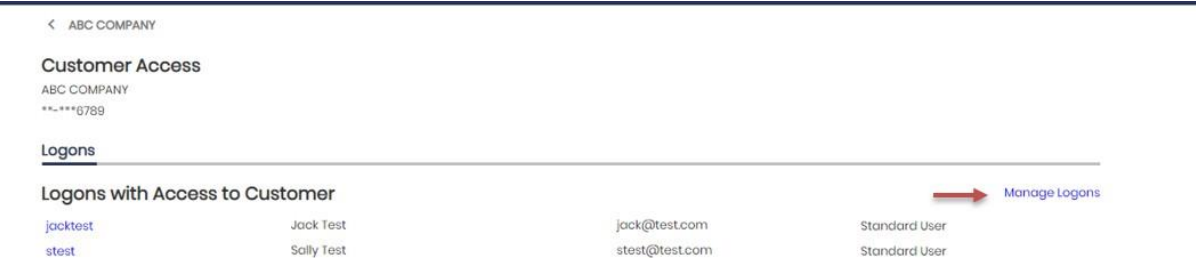 < ABC COMPANY
Customer Access
ABC COMPANY
**-***6789
Logons
Logons with Access to Customer Manage Logons
jacktest Jack Test jack@test.com Standard User
stest Sally Test stest@test.com Standard User